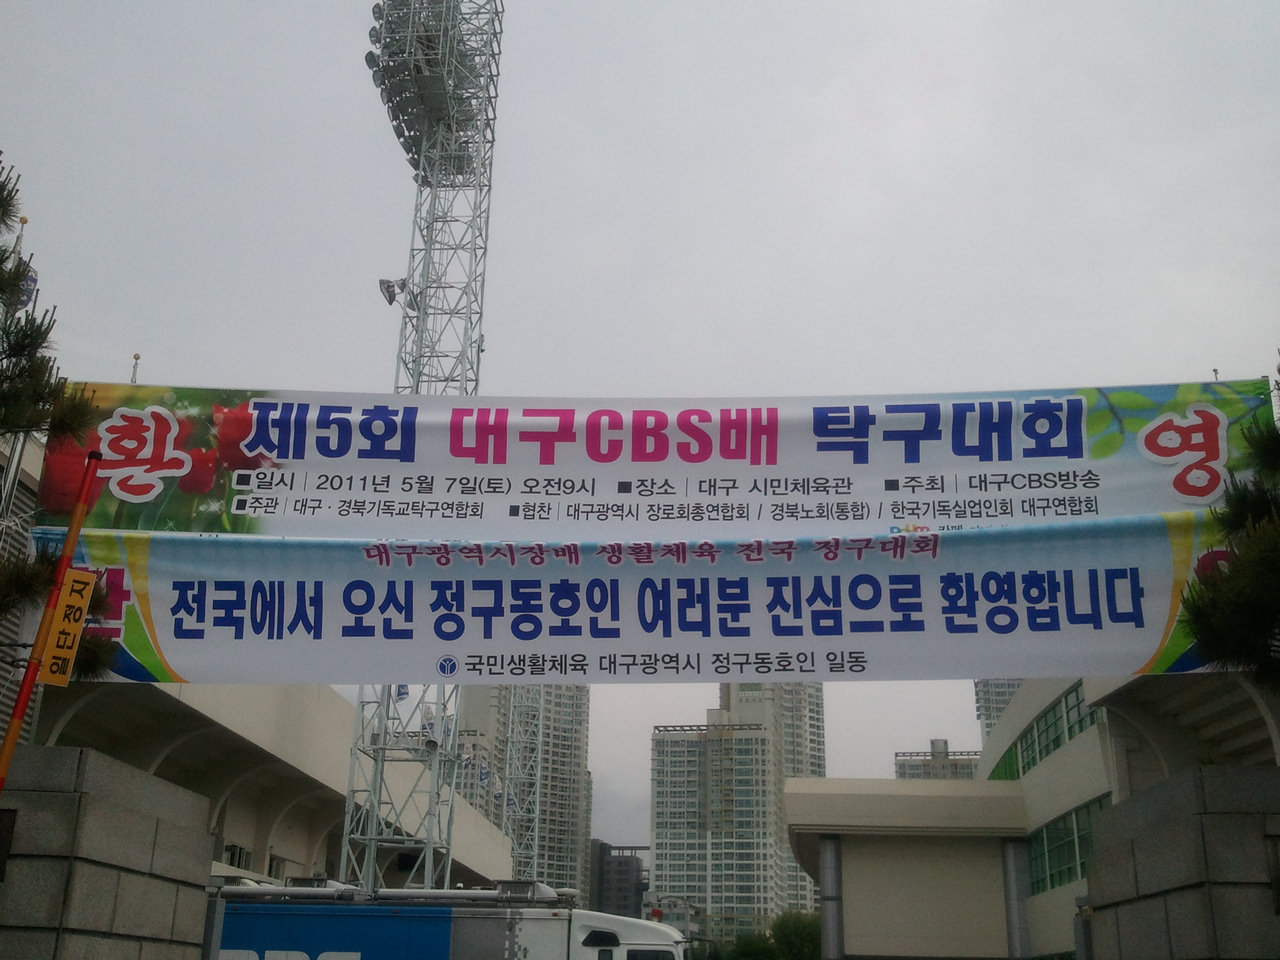 환 제5회 대구CBS배 탁구대회 영
■일시 | 2011년 5월 7일(토) 오전9시 ■장소 | 대구 시민체육관 ■주최 | 대구CBS방송
■주관 | 대구·경북기독교탁구연합회 ■협찬 | 대구광역시 장로회총연합회 / 경북노회(통합) / 한국기독실업인회 대구연합회
대구광역시장배 생활체육 전국 정구대회
전국에서 오신 정구동호인 여러분 진심으로 환영합니다
국민생활체육 대구광역시 정구동호인 일동
일단정지